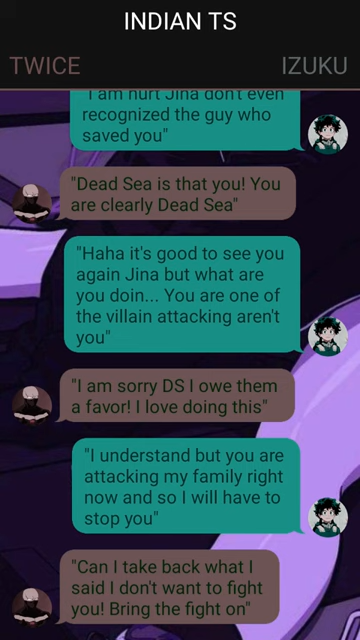 INDIAN TS
TWICE
IZUKU
"I am hurt Jina don't even
recognized the guy who
saved you"
"Dead Sea is that you! You
are clearly Dead Sea"
"Haha it's good to see you
again Jina but what are
you doin... You are one of
the villain attacking aren't
you"
"I am sorry DS I owe them
a favor! I love doing this"
"I understand but you are
attacking my family right
now and so I will have to
stop you"
"Can I take back what I
said I don't want to fight
you! Bring the fight on"